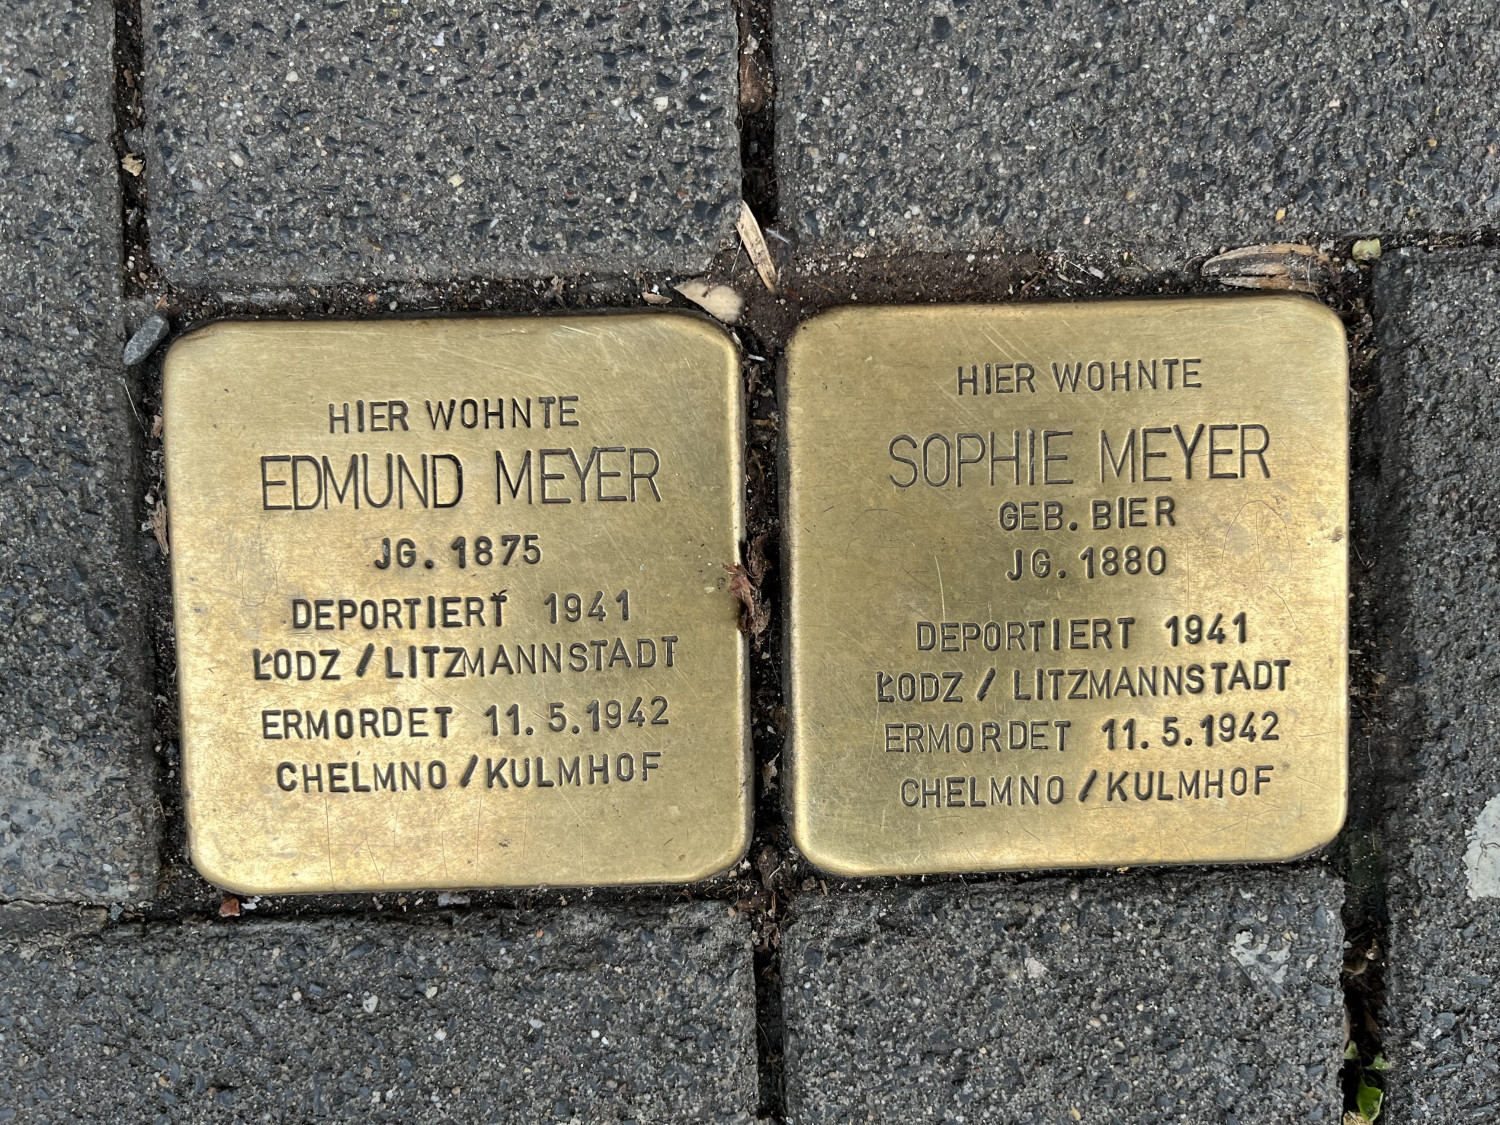 HIER WOHNTE
EDMUND MEYER
JG. 1875
DEPORTIERT 1941
ŁODZ / LITZMANNSTADT
ERMORDET 11.5.1942
CHELMNO / KULMHOF
HIER WOHNTE
SOPHIE MEYER
GEB. BIER
JG. 1880
DEPORTIERT 1941
ŁODZ / LITZMANNSTADT
ERMORDET 11.5.1942
CHELMNO / KULMHOF